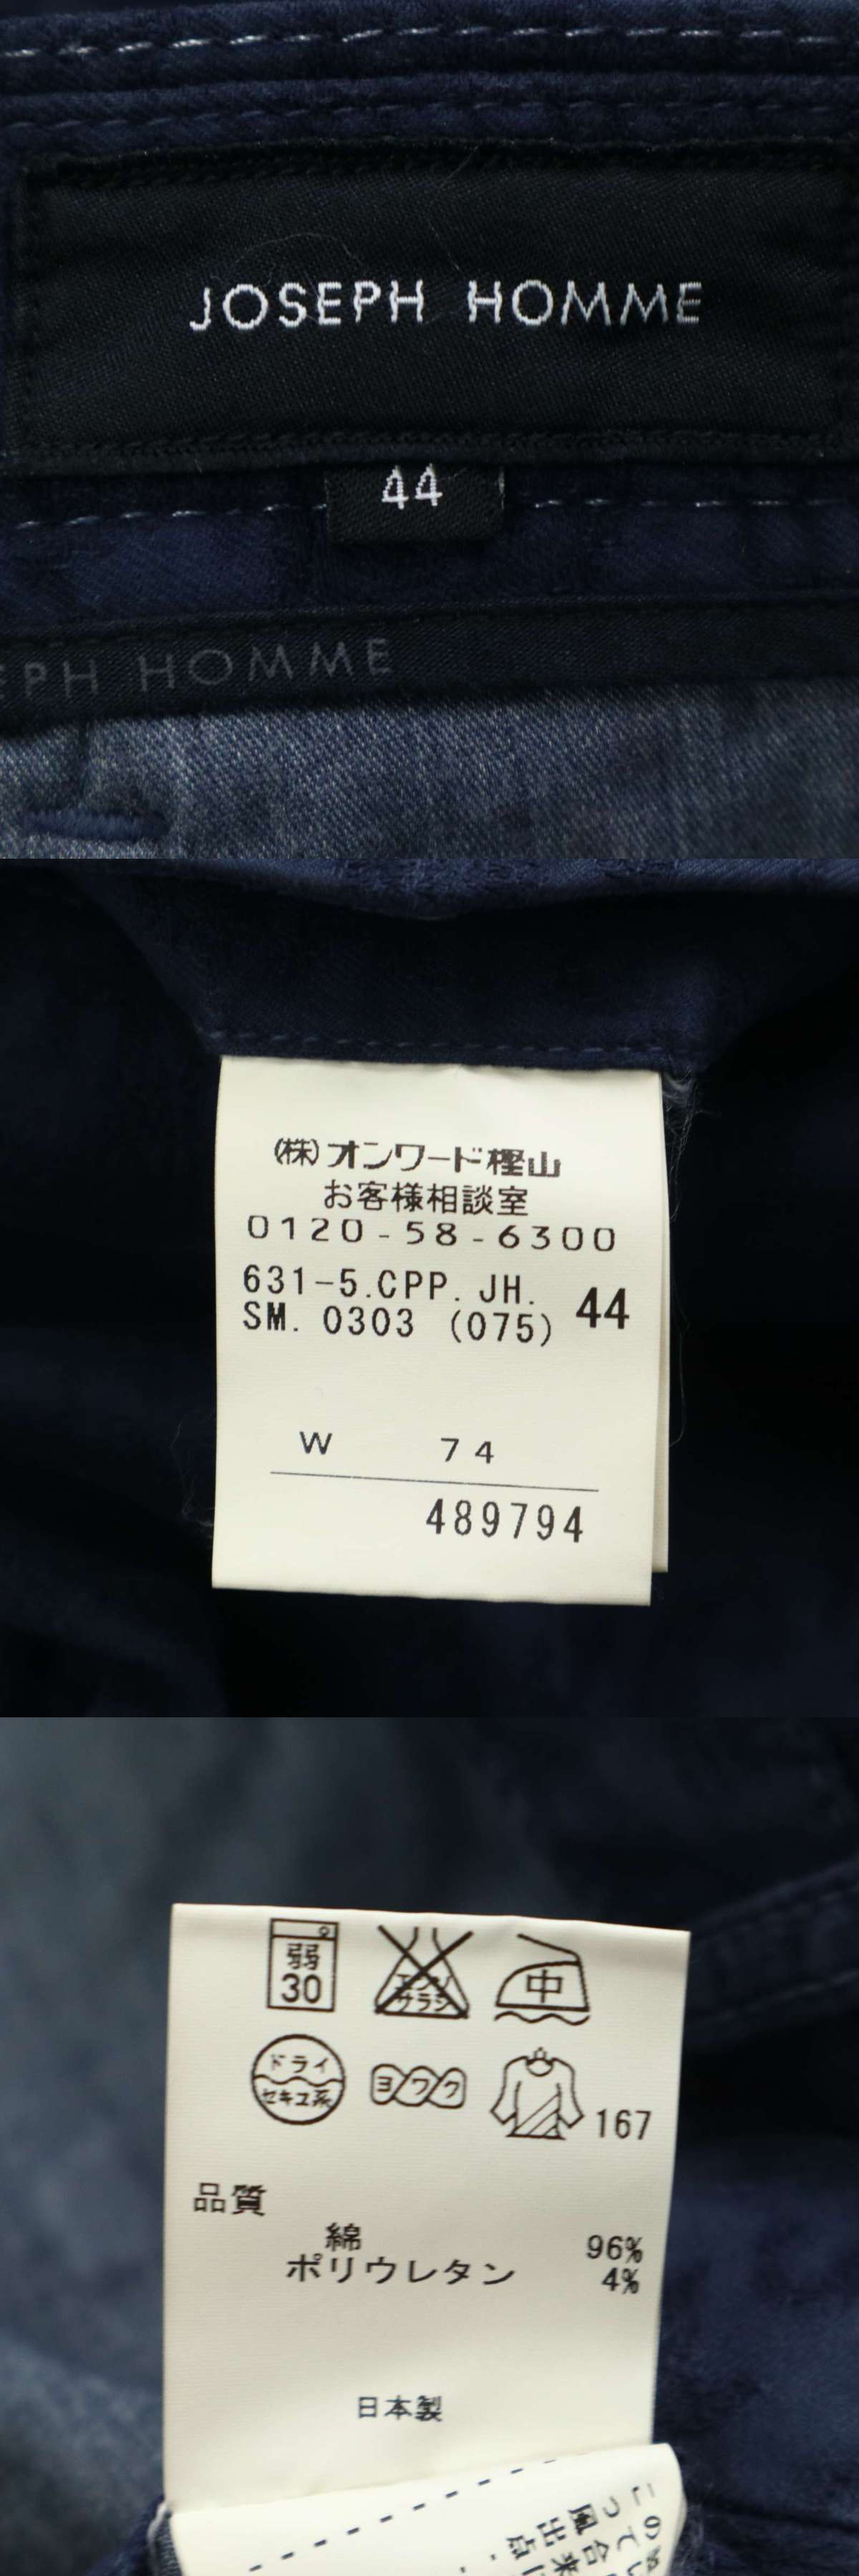 JOSEPH HOMME
44
EPH HOMME
(株)オンワード樫山
お客様相談室
0120-58-6300
631-5.CPP.JH. 44
SM. 0303 (075)
W 74
489794
弱
30
エンソ
サラシ
中
ドライ
セキユ系
ヨワク
167
品質
綿 96%
ポリウレタン 4%
日本製